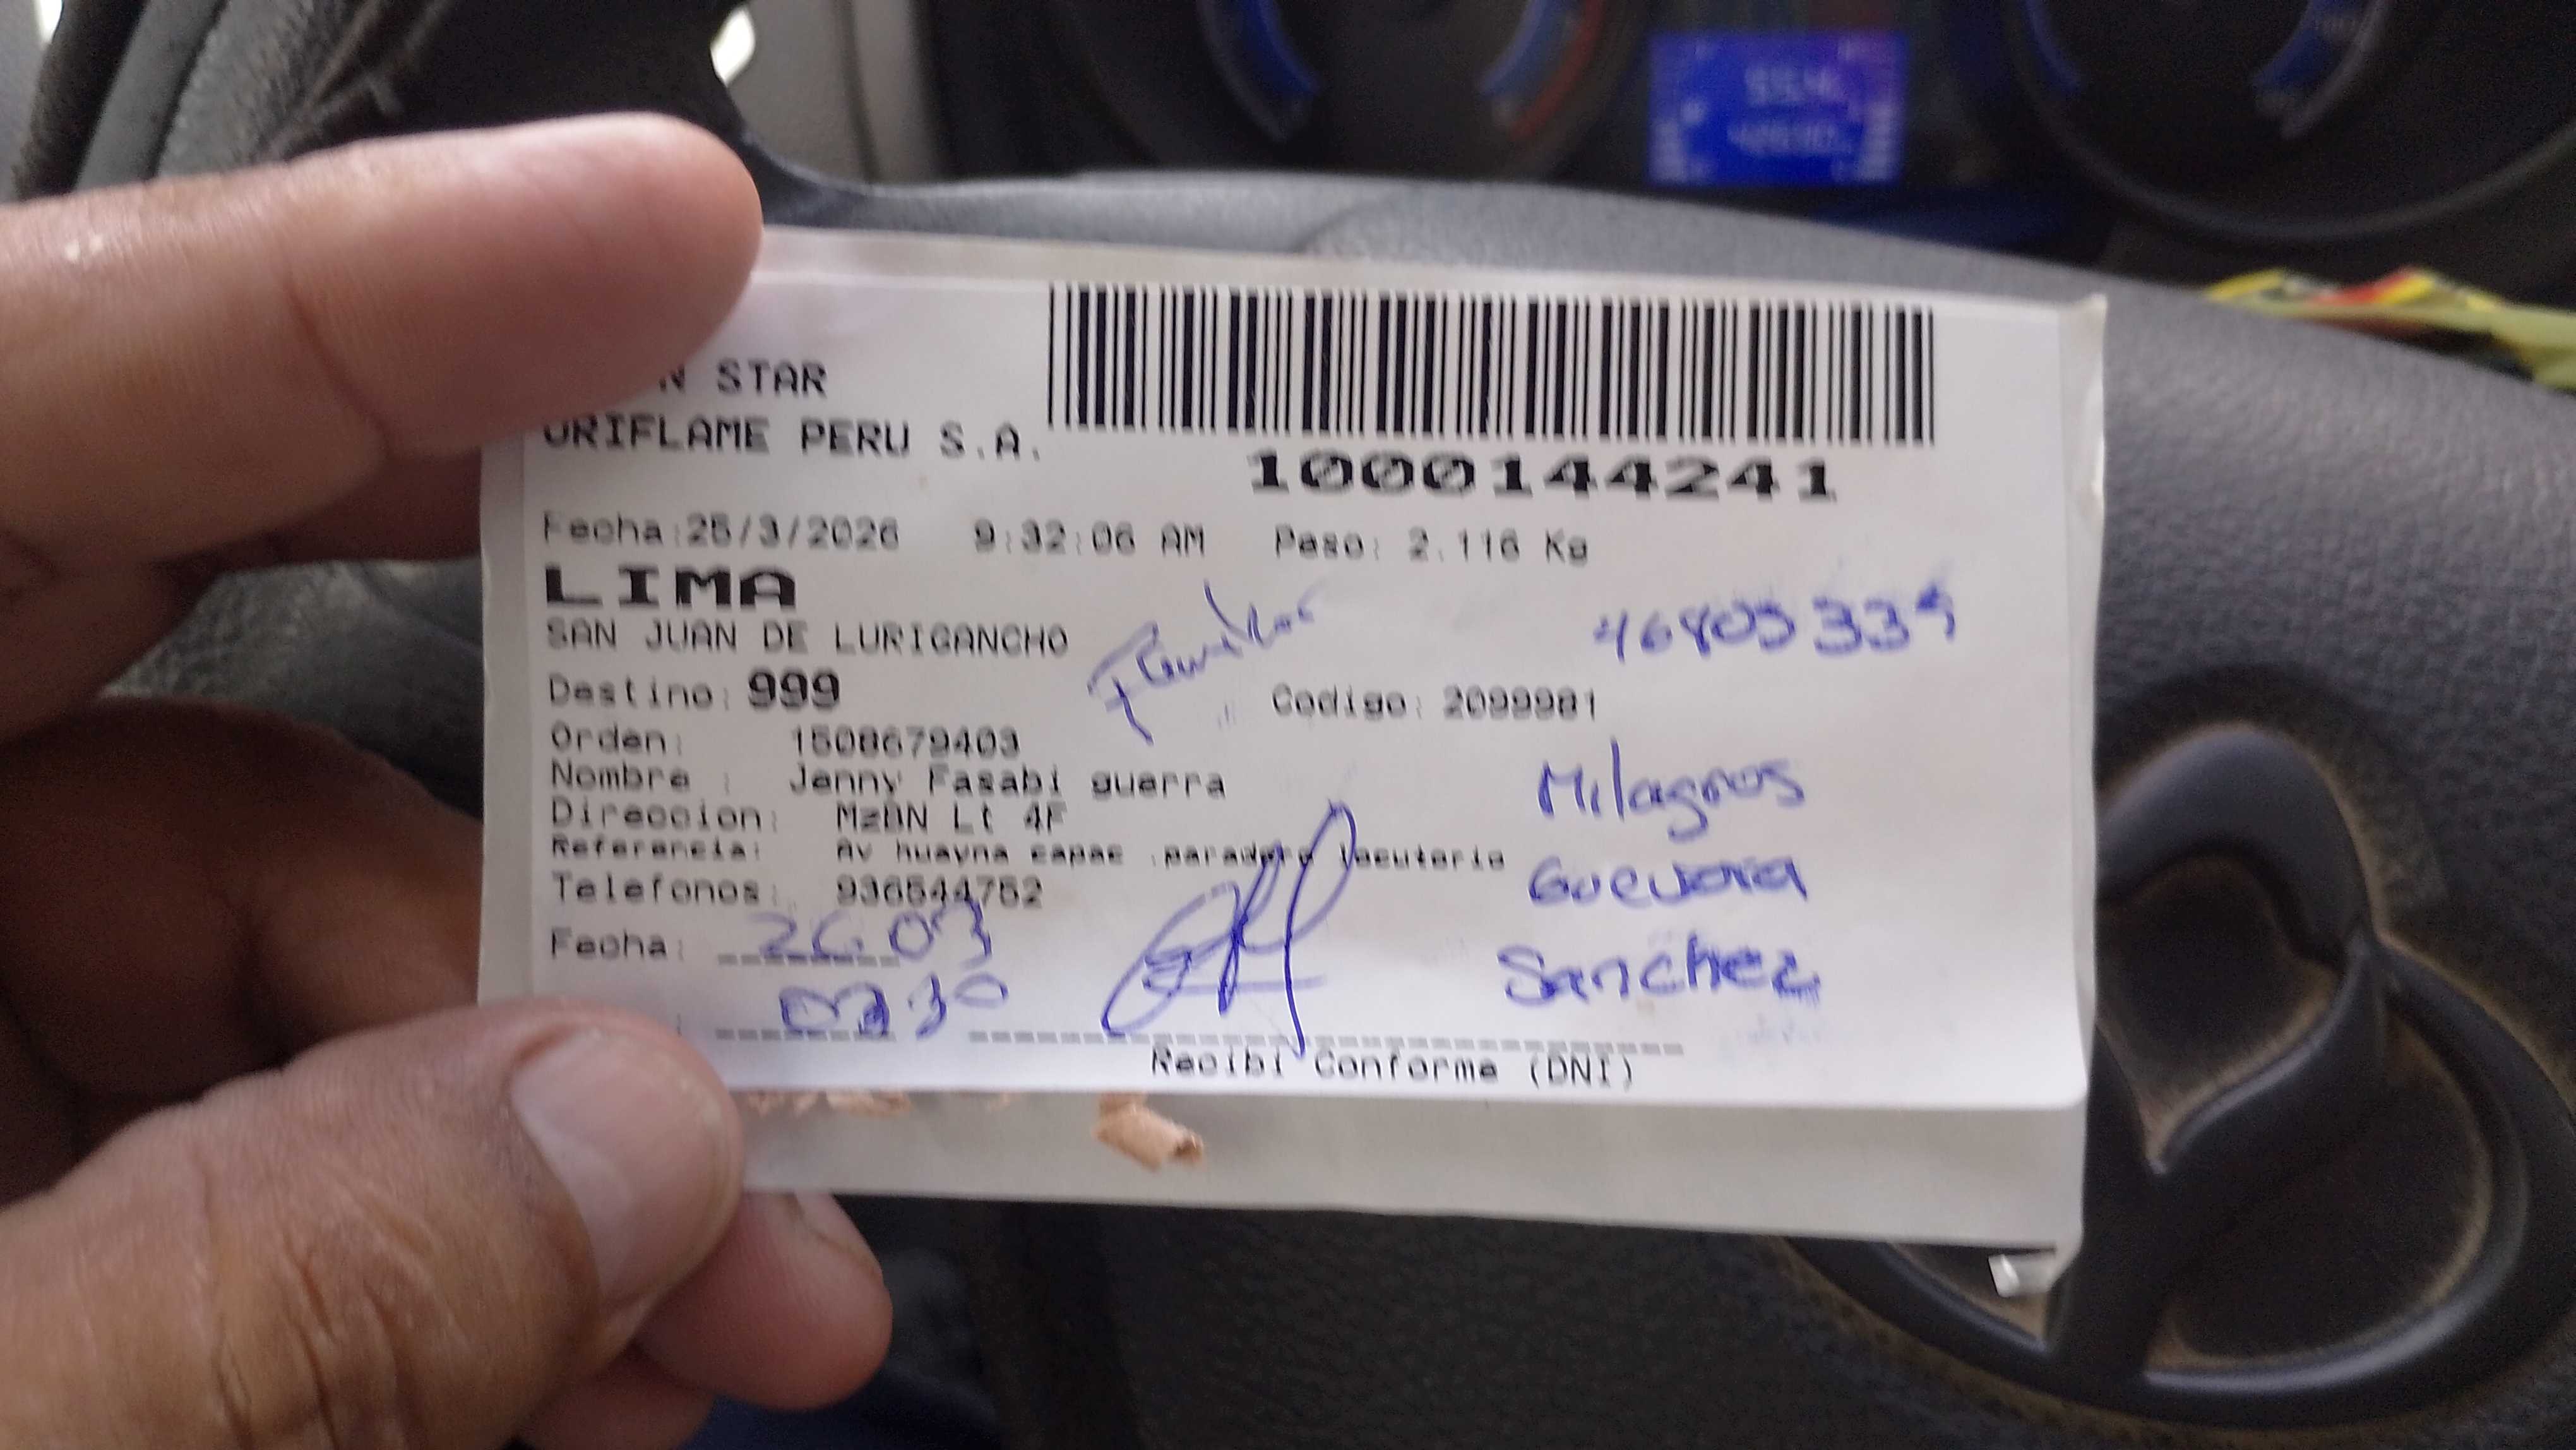 N STAR
ORIFLAME PERU S.A.
1000144241
Fecha:25/3/2026 9:32:06 AM Peso: 2.116 Kg
LIMA
SAN JUAN DE LURIGANCHO
Destino: 999 Codigo: 2099981
Orden: 1508679403
Nombre : Jenny Fasabi guerra
Milagros
Direccion: MzBN Lt 4F
Referencia: Av huayna capac .paradero locutorio
Guevara
Telefonos: 936544752
Fecha: 26.03
Sanchez
Recibi Conforme (DNI)